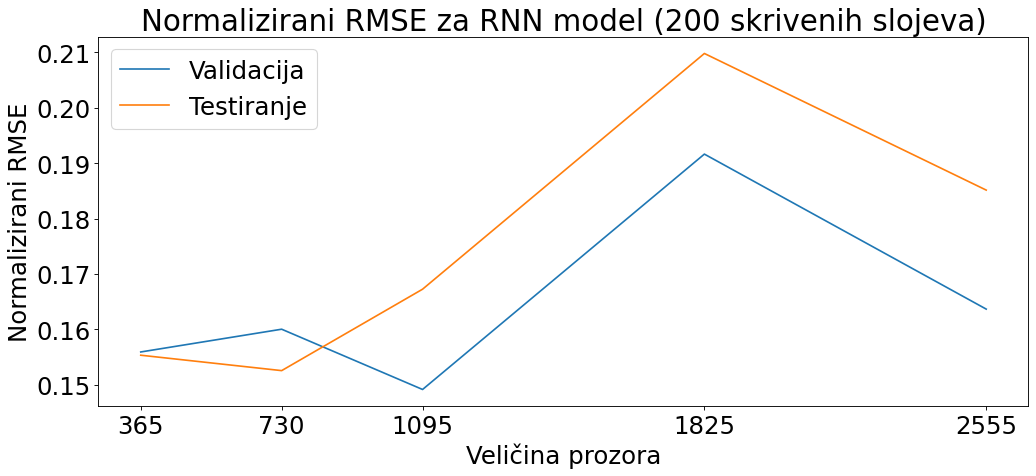 Normalizirani RMSE za RNN model (200 skrivenih slojeva)
Validacija
Testiranje
Normalizirani RMSE
0.21
0.20
0.19
0.18
0.17
0.16
0.15
365 730 1095 1825 2555
Veličina prozora